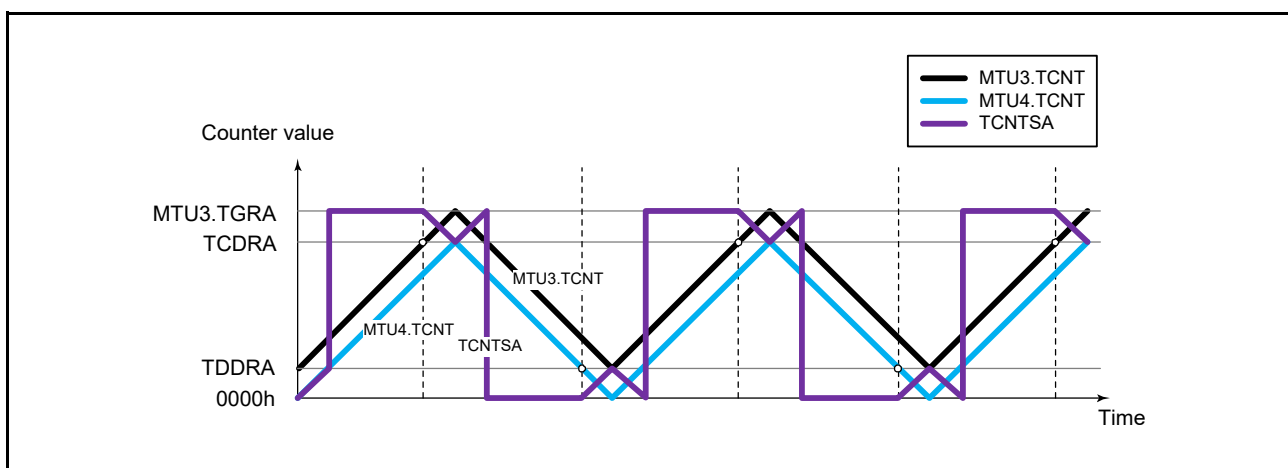 MTU3.TCNT
MTU4.TCNT
TCNTSA
Counter value
MTU3.TGRA
TCDRA
MTU3.TCNT
MTU4.TCNT
TCNTSA
TDDRA
0000h
Time